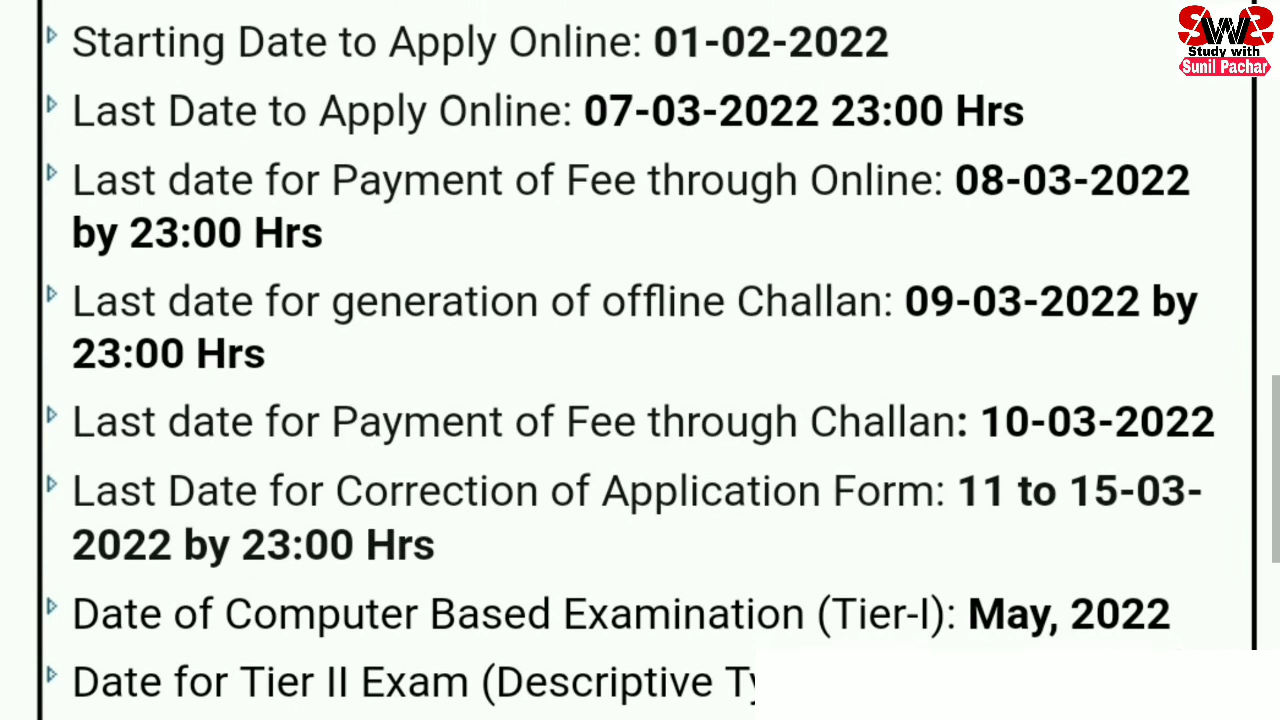 Starting Date to Apply Online: 01-02-2022
Last Date to Apply Online: 07-03-2022 23:00 Hrs
Last date for Payment of Fee through Online: 08-03-2022
by 23:00 Hrs
Last date for generation of offline Challan: 09-03-2022 by
23:00 Hrs
Last date for Payment of Fee through Challan: 10-03-2022
Last Date for Correction of Application Form: 11 to 15-03-
2022 by 23:00 Hrs
Date of Computer Based Examination (Tier-I): May, 2022
Date for Tier II Exam (Descriptive
SWS
Study with
Sunil Pachar